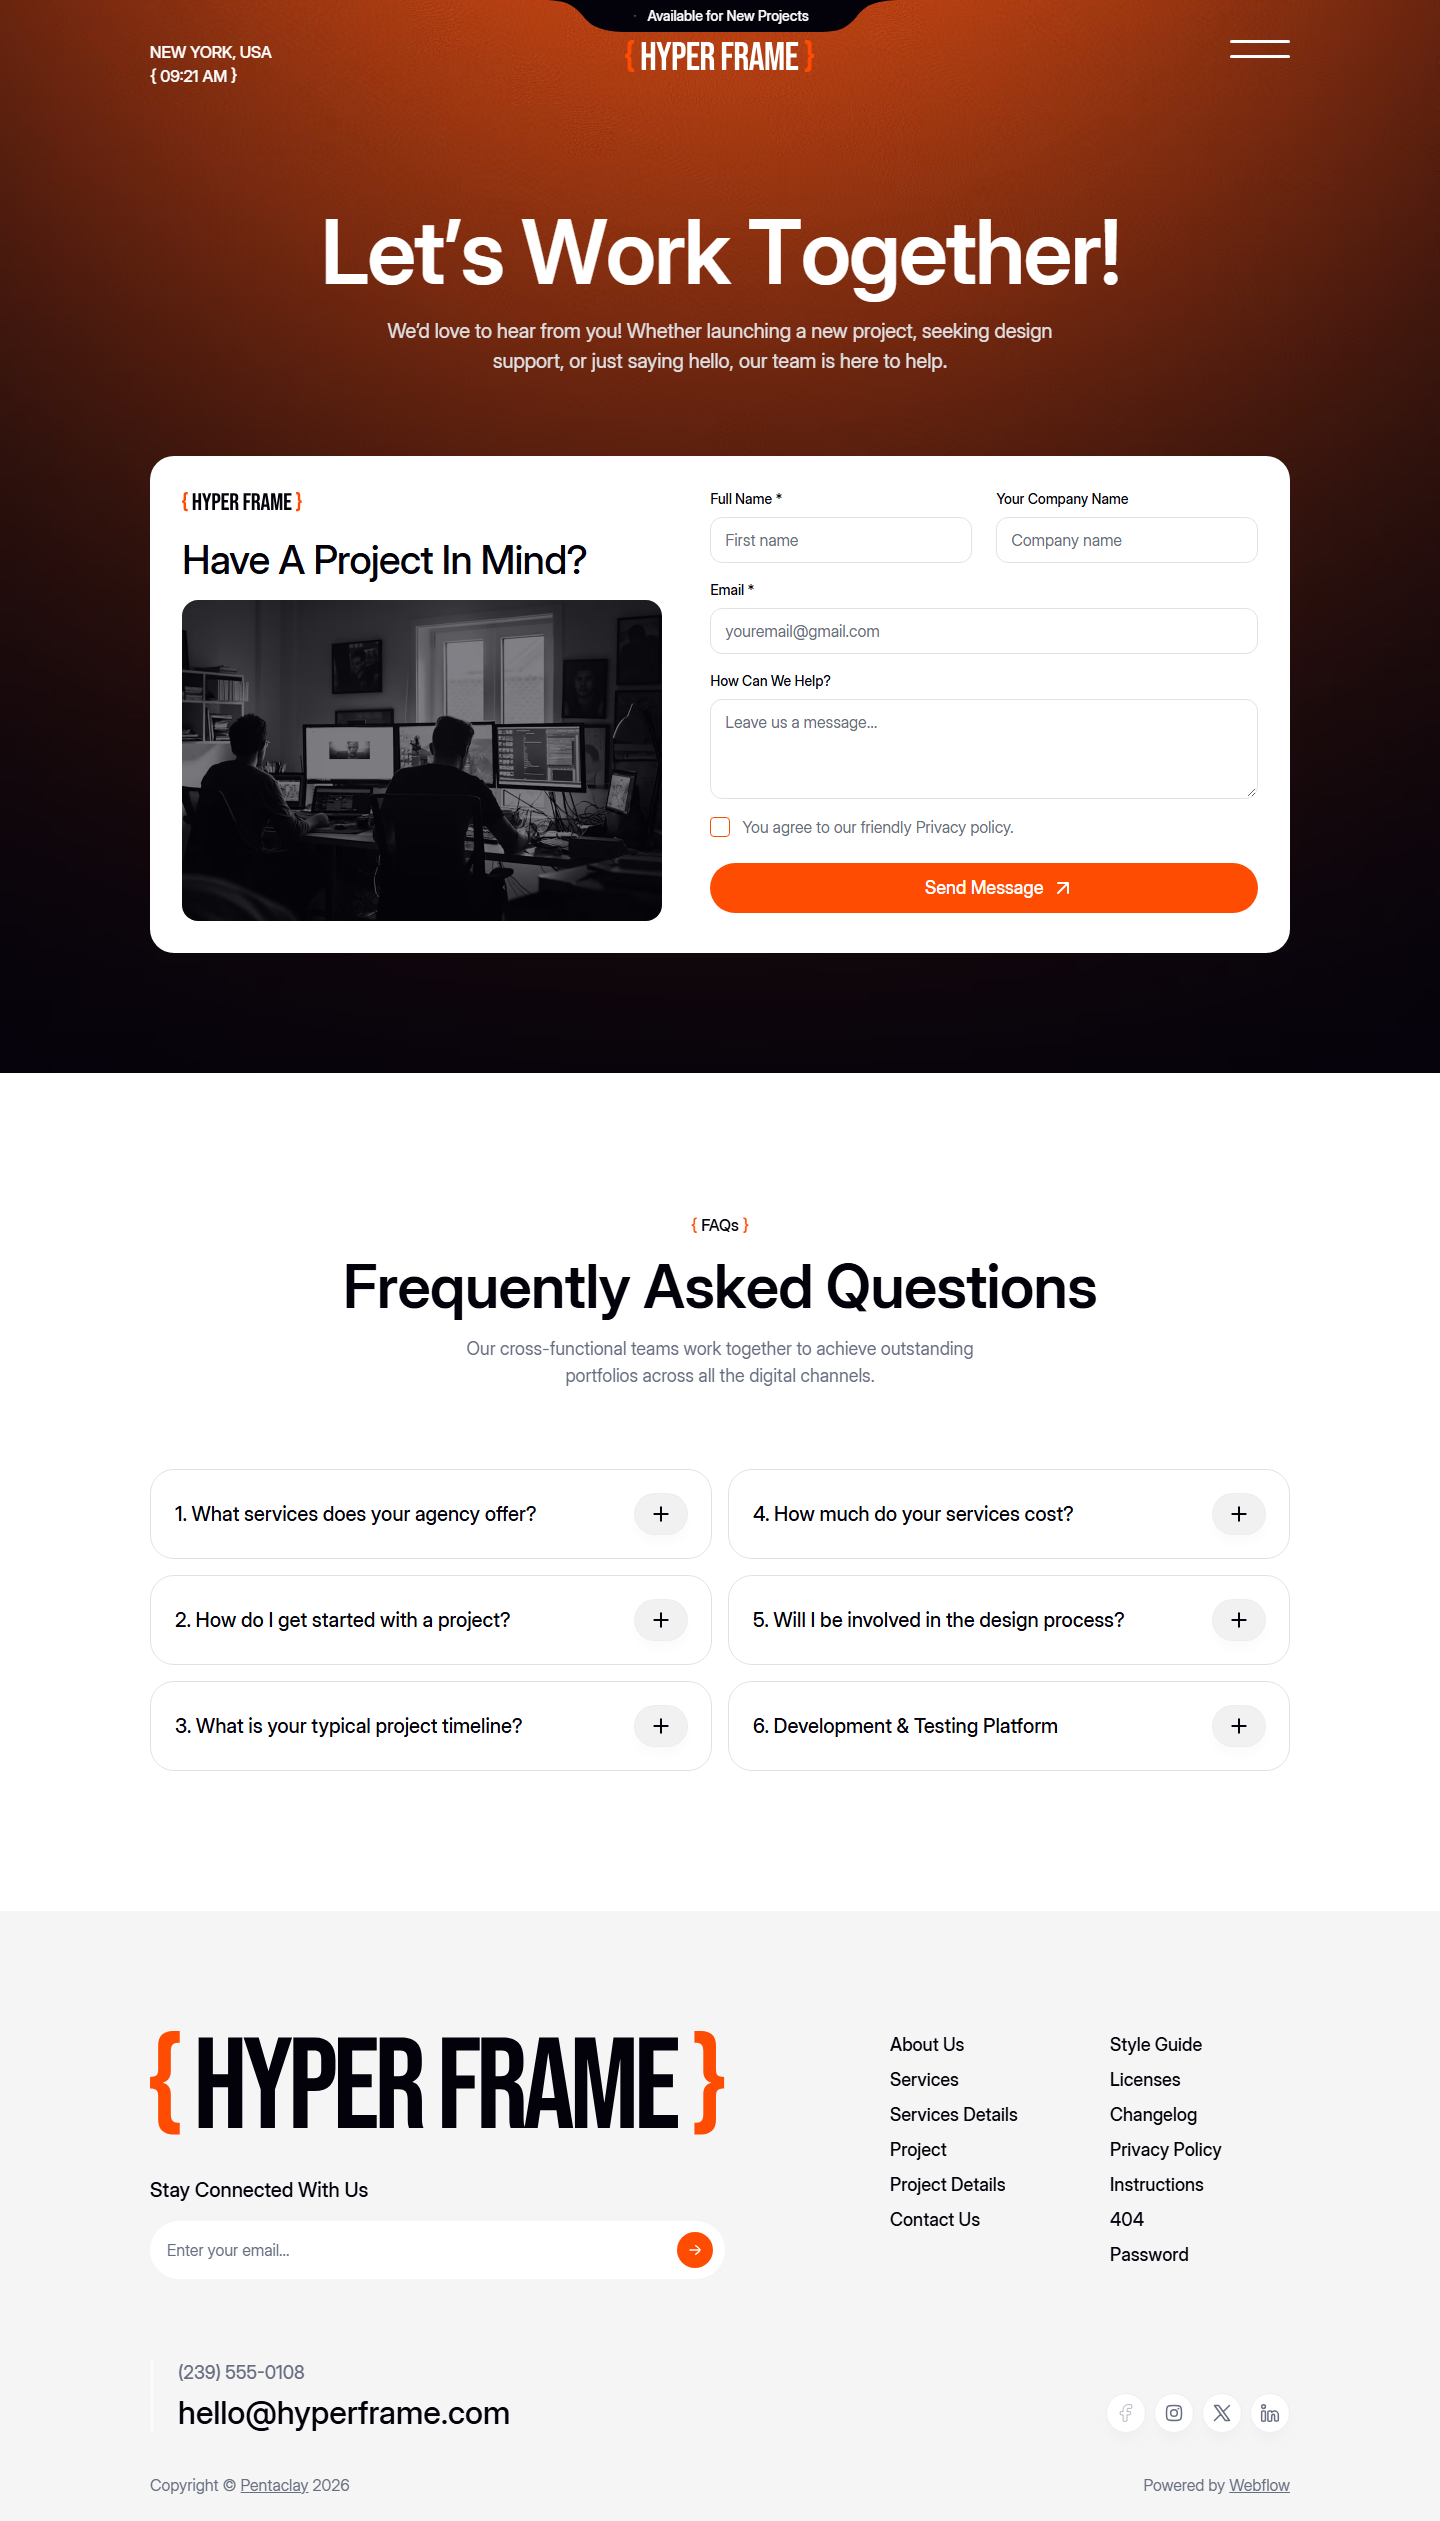 Available for New Projects
NEW YORK, USA
{ 09:21 AM }
{ HYPER FRAME }
Let’s Work Together!
We’d love to hear from you! Whether launching a new project, seeking design
support, or just saying hello, our team is here to help.
{ HYPER FRAME }
Have A Project In Mind?
Full Name *
First name
Your Company Name
Company name
Email *
youremail@gmail.com
How Can We Help?
Leave us a message...
You agree to our friendly Privacy policy.
Send Message
{ FAQs }
Frequently Asked Questions
Our cross-functional teams work together to achieve outstanding
portfolios across all the digital channels.
1. What services does your agency offer?
2. How do I get started with a project?
3. What is your typical project timeline?
4. How much do your services cost?
5. Will I be involved in the design process?
6. Development & Testing Platform
{ HYPER FRAME }
Stay Connected With Us
Enter your email...
About Us
Services
Services Details
Project
Project Details
Contact Us
Style Guide
Licenses
Changelog
Privacy Policy
Instructions
404
Password
(239) 555-0108
hello@hyperframe.com
Copyright © Pentaclay 2026
Powered by Webflow